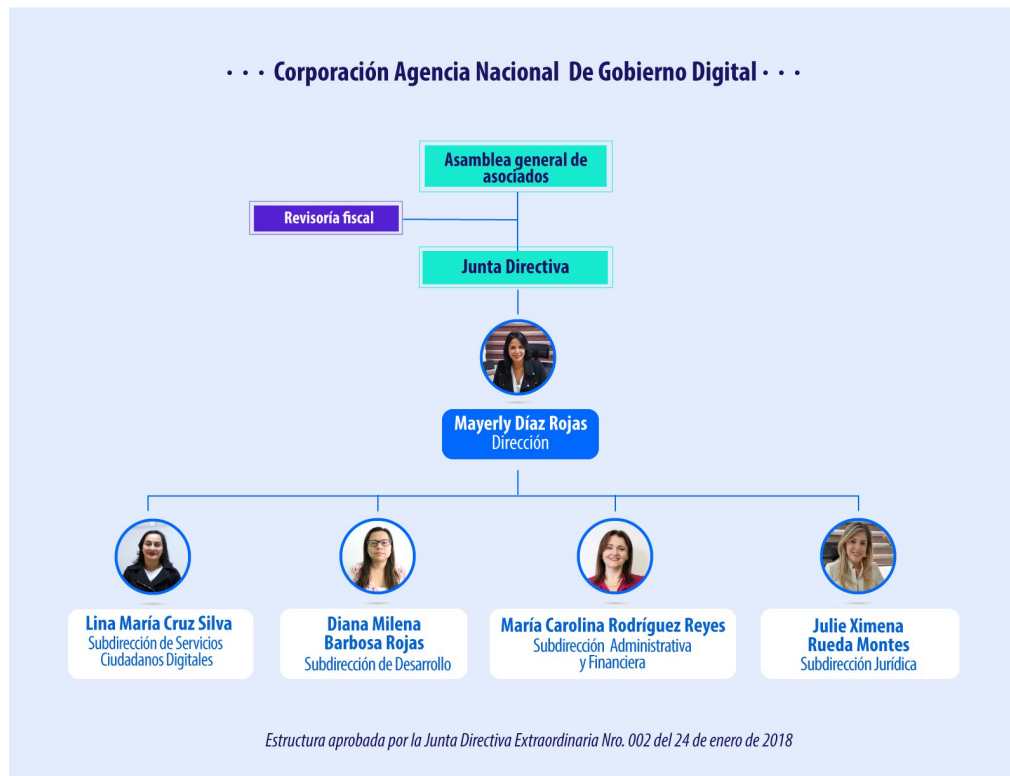 ··· Corporación Agencia Nacional De Gobierno Digital ···
Asamblea general de
asociados
Revisoría fiscal
Junta Directiva
Mayerly Díaz Rojas
Dirección
Lina María Cruz Silva
Subdirección de Servicios
Ciudadanos Digitales
Diana Milena
Barbosa Rojas
Subdirección de Desarrollo
María Carolina Rodríguez Reyes
Subdirección Administrativa
y Financiera
Julie Ximena
Rueda Montes
Subdirección Jurídica
Estructura aprobada por la Junta Directiva Extraordinaria Nro. 002 del 24 de enero de 2018